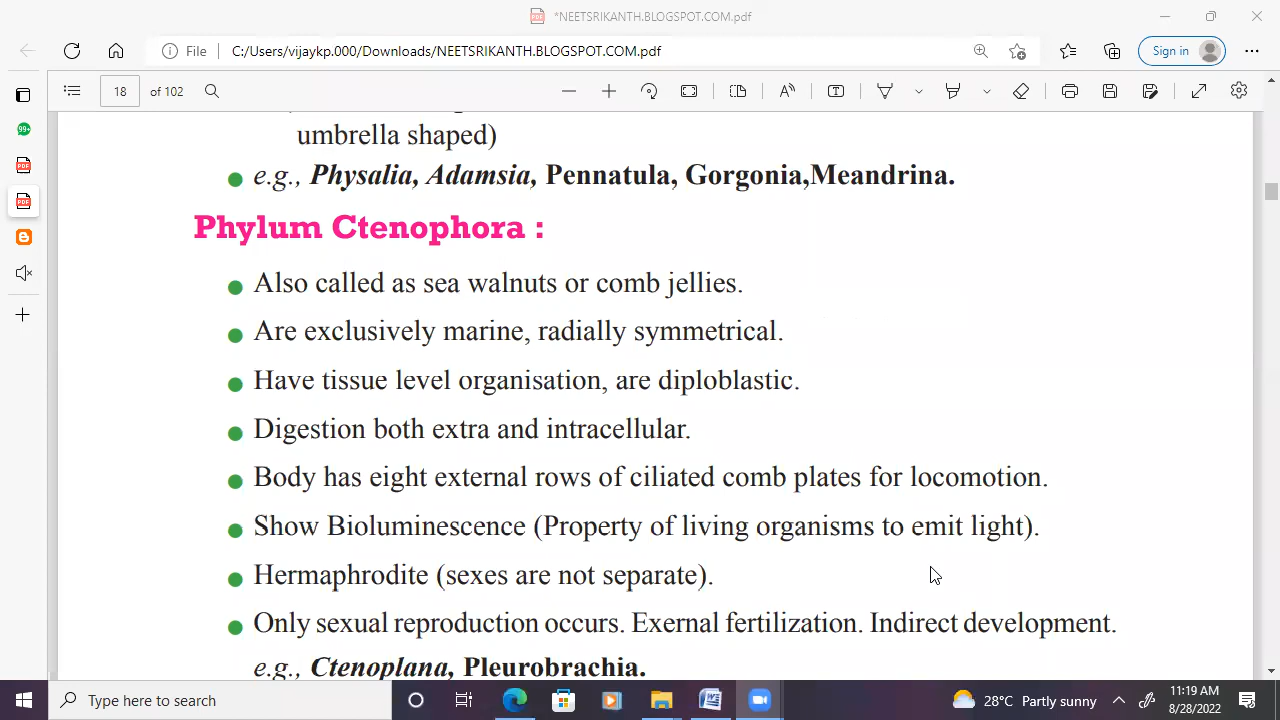 *NEETSRIKANTH.BLOGSPOT.COM.pdf
File
C:/Users/vijaykp.000/Downloads/NEETSRIKANTH.BLOGSPOT.COM.pdf
Sign in
18 of 102
99+
umbrella shaped)
e.g., Physalia, Adamsia, Pennatula, Gorgonia,Meandrina.
Phylum Ctenophora :
Also called as sea walnuts or comb jellies.
Are exclusively marine, radially symmetrical.
Have tissue level organisation, are diploblastic.
Digestion both extra and intracellular.
Body has eight external rows of ciliated comb plates for locomotion.
Show Bioluminescence (Property of living organisms to emit light).
Hermaphrodite (sexes are not separate).
Only sexual reproduction occurs. Exernal fertilization. Indirect development.
e.g., Ctenoplana, Pleurobrachia.
Type here to search
28°C Partly sunny
11:19 AM
8/28/2022